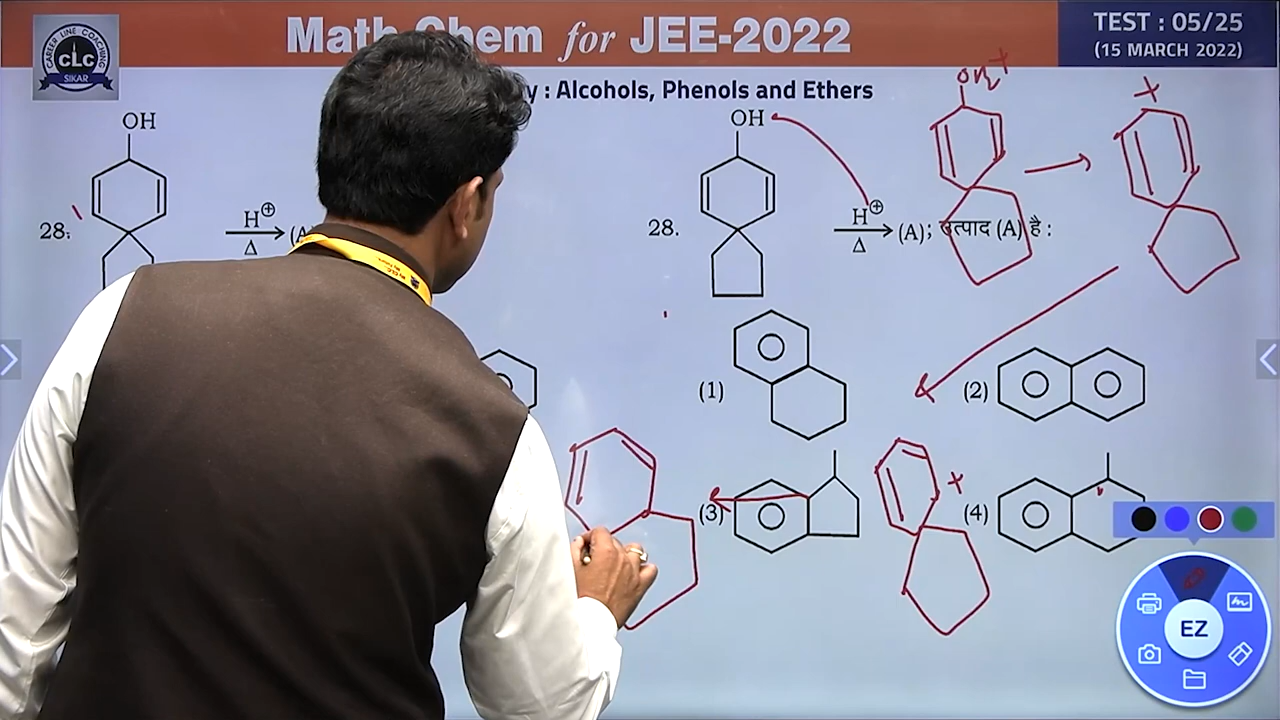 Math Chem for JEE-2022
TEST : 05/25
(15 MARCH 2022)
CAREER LINE COACHING
CLC
SIKAR
: Alcohols, Phenols and Ethers
OH
28.
H⊕
Δ
(A
OH
28.
H⊕
Δ
(A); उत्पाद (A) है :
OH₂⁺
+
(1)
(2)
(3)
(4)
+
EZ